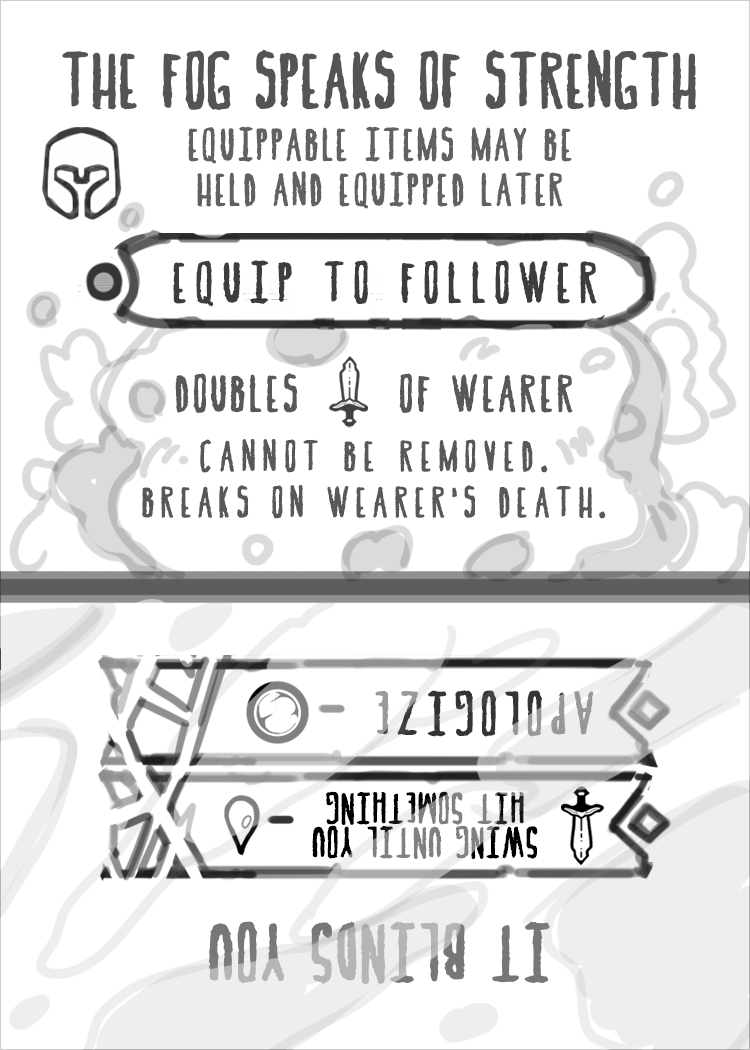 THE FOG SPEAKS OF STRENGTH
EQUIPPABLE ITEMS MAY BE
HELD AND EQUIPPED LATER
EQUIP TO FOLLOWER
DOUBLES OF WEARER
CANNOT BE REMOVED.
BREAKS ON WEARER'S DEATH.
IT BLINDS YOU
SWING UNTIL YOU
HIT SOMETHING
-
APOLOGIZE -